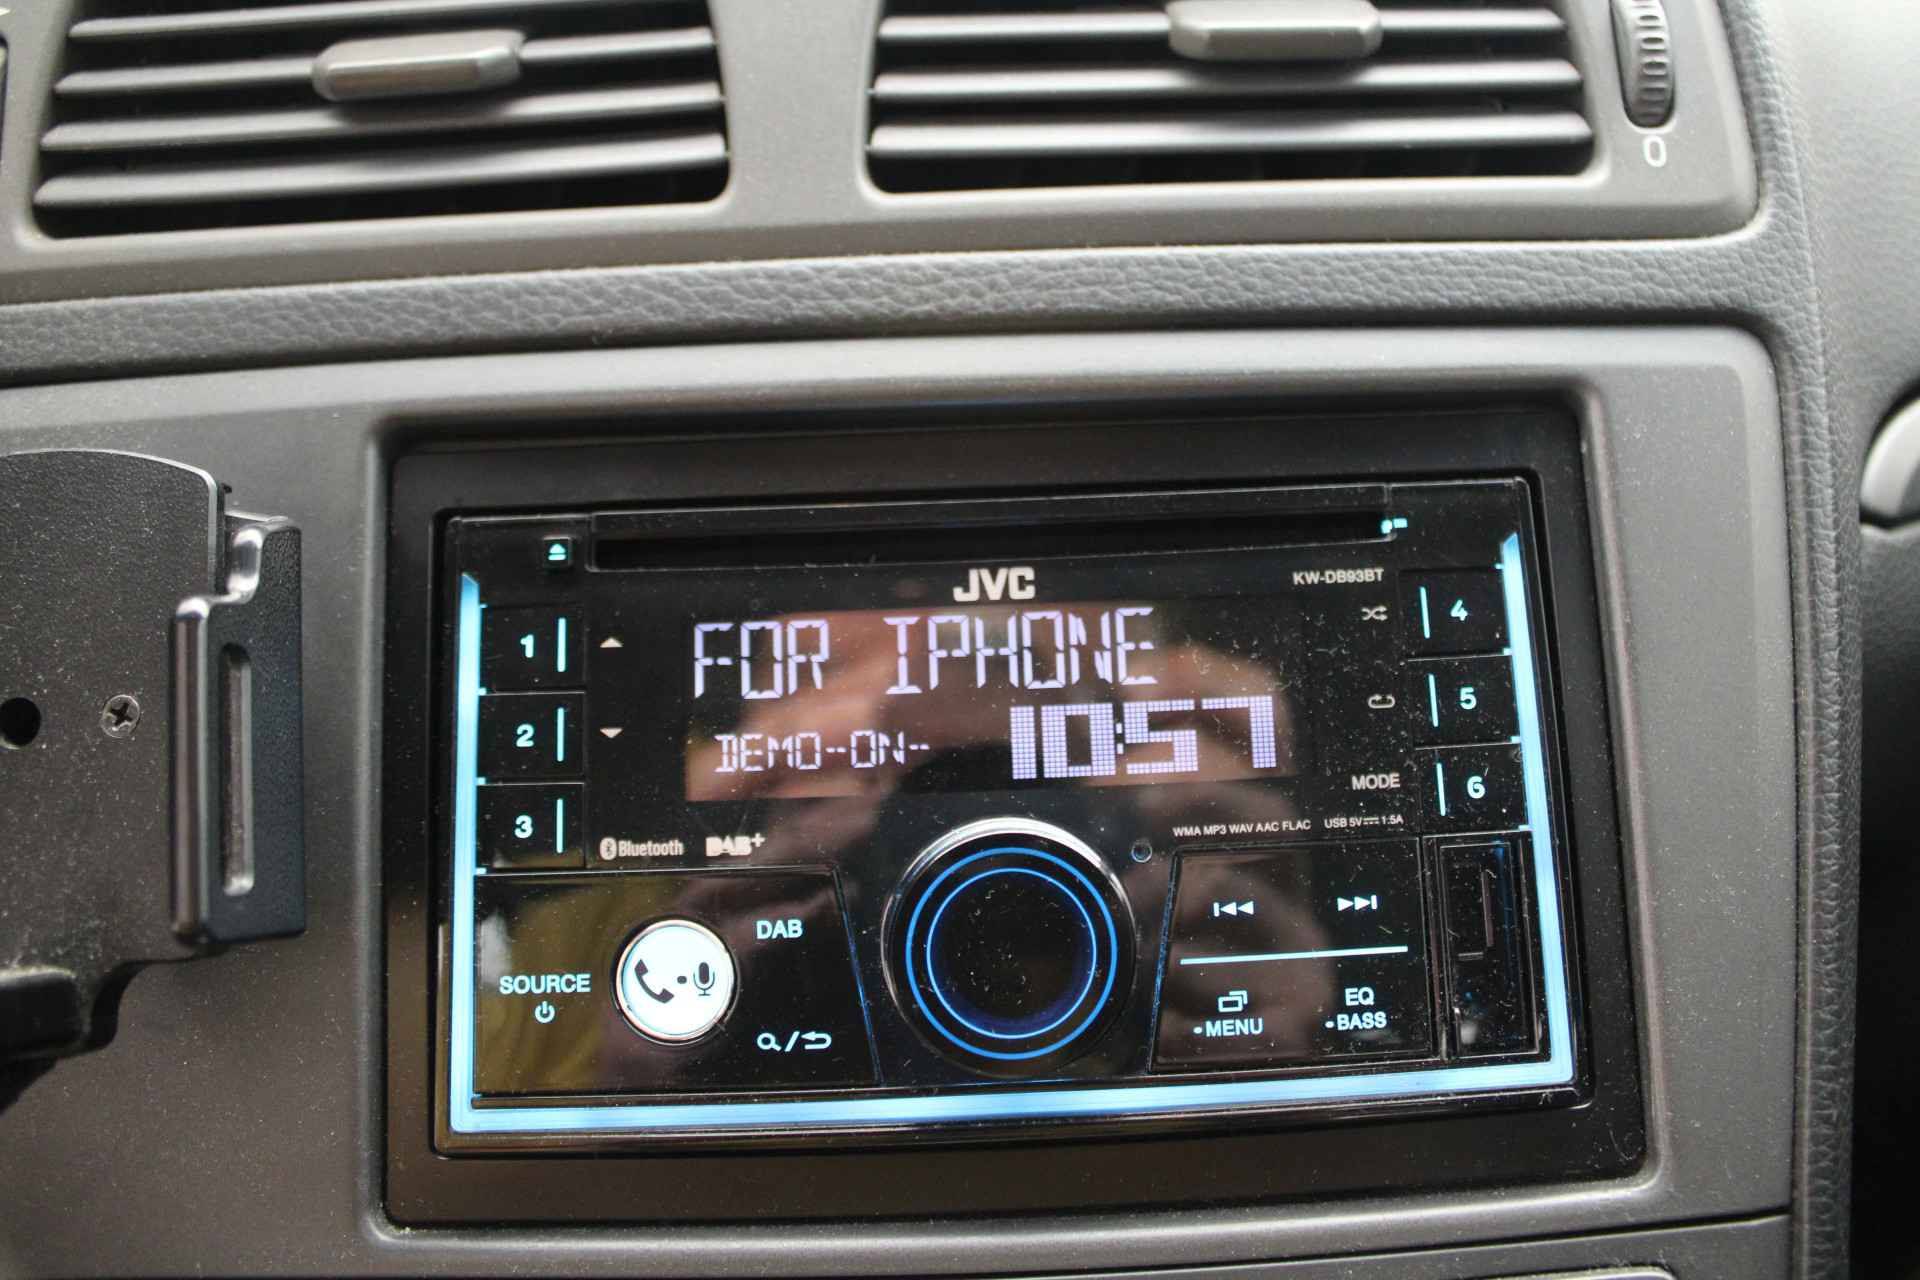 0
JVC
KW-DB93BT
1
FOR IPHONE
4
2
DEMO-ON-
10:57
5
3
MODE
6
Bluetooth
DAB+
WMA MP3 WAV AAC FLAC
USB 5V 1.5A
DAB
SOURCE
/
MENU
EQ
BASS